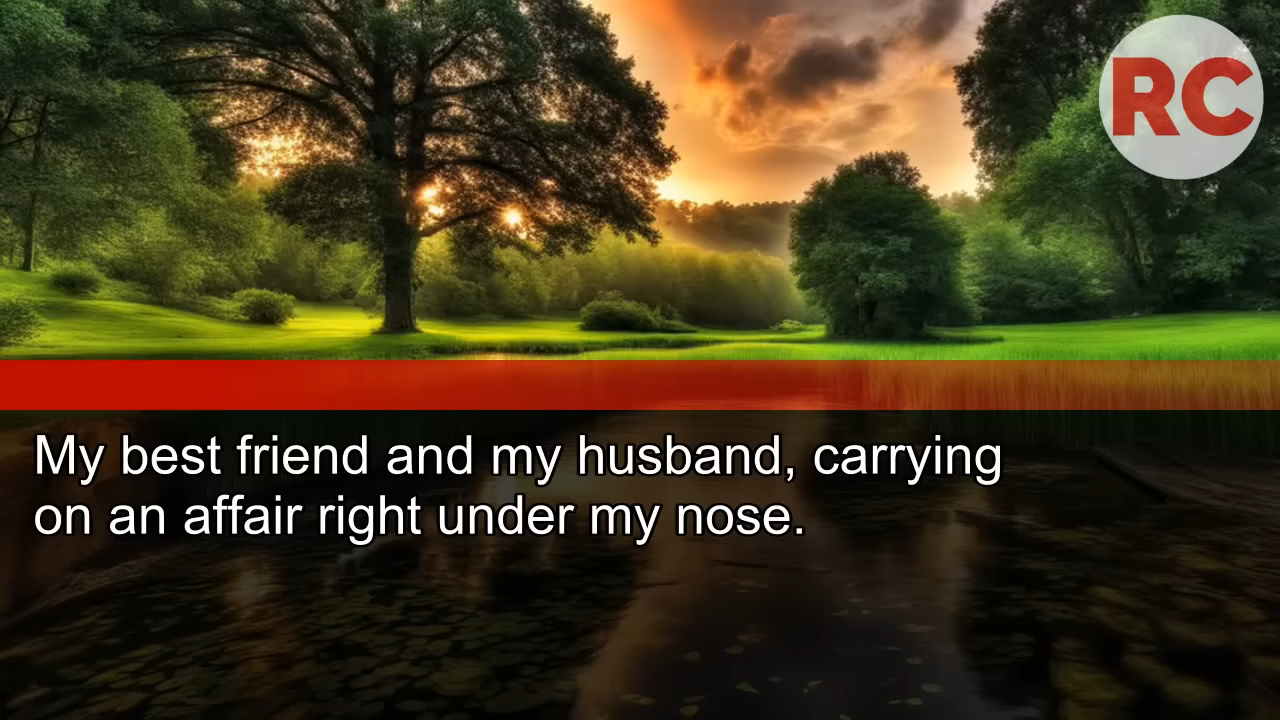 RC
My best friend and my husband, carrying
on an affair right under my nose.